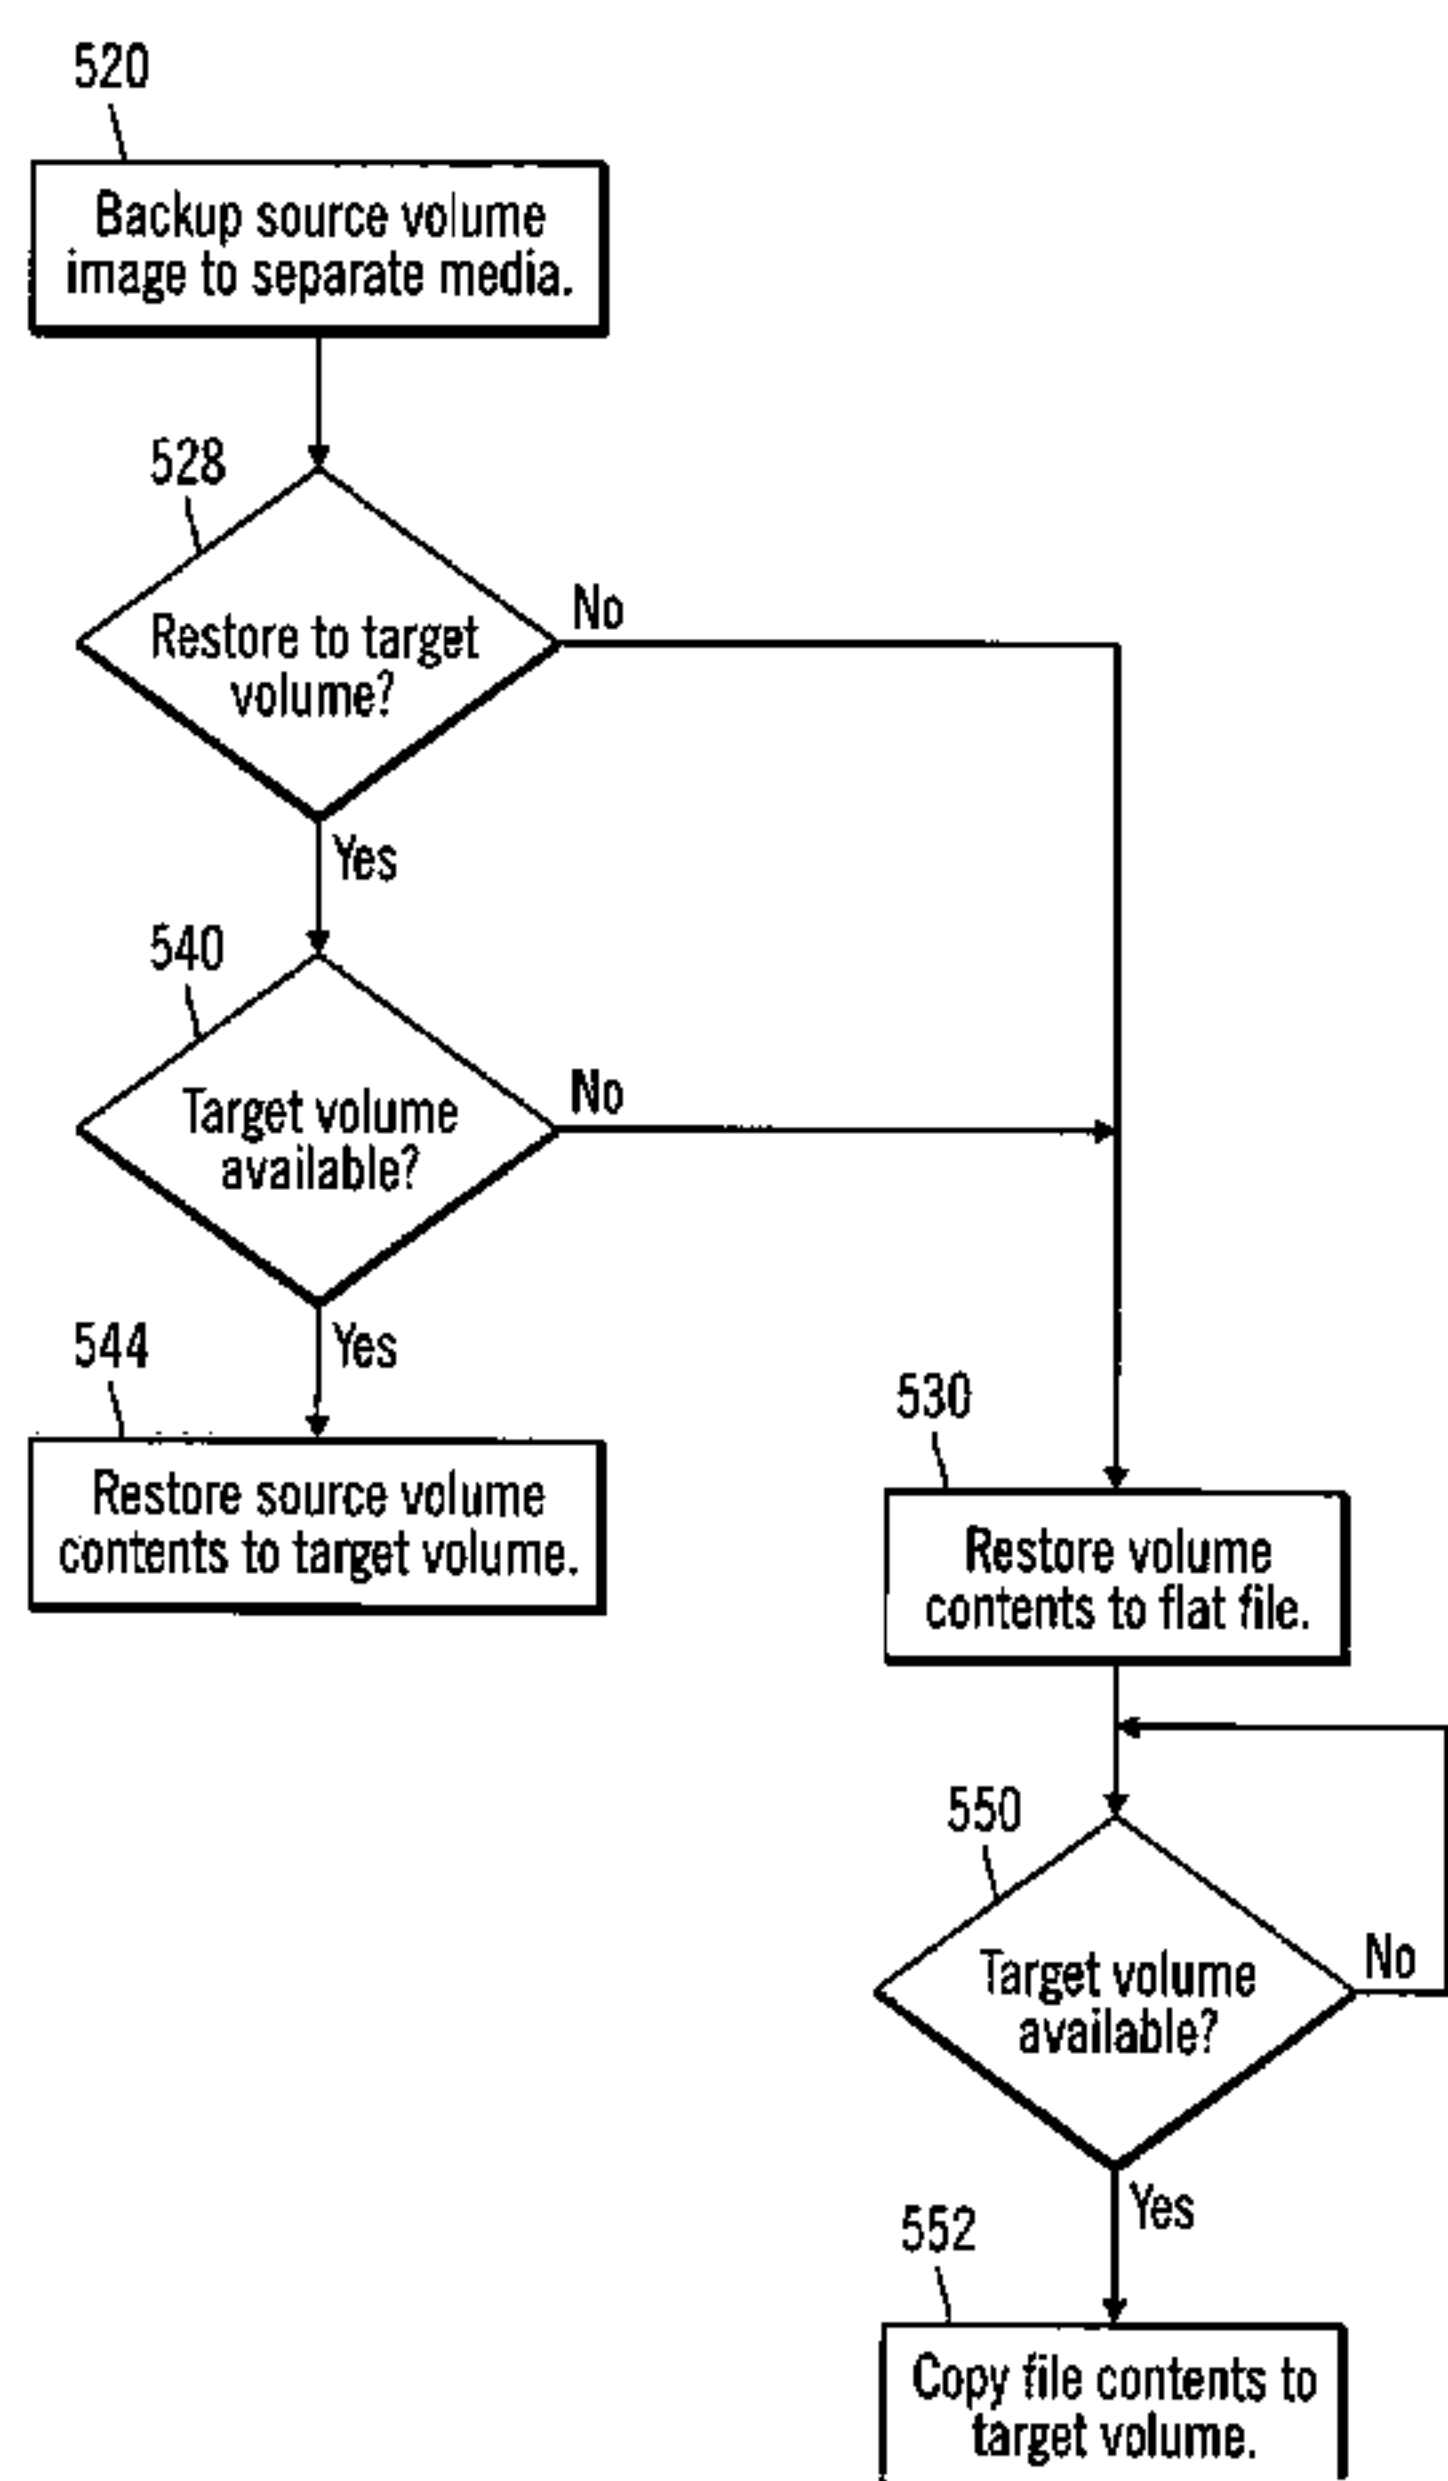 520
Backup source volume
image to separate media.
528
Restore to target
volume?
No
Yes
540
Target volume
available?
No
Yes
544
Restore source volume
contents to target volume.
530
Restore volume
contents to flat file.
550
Target volume
available?
No
Yes
552
Copy file contents to
target volume.